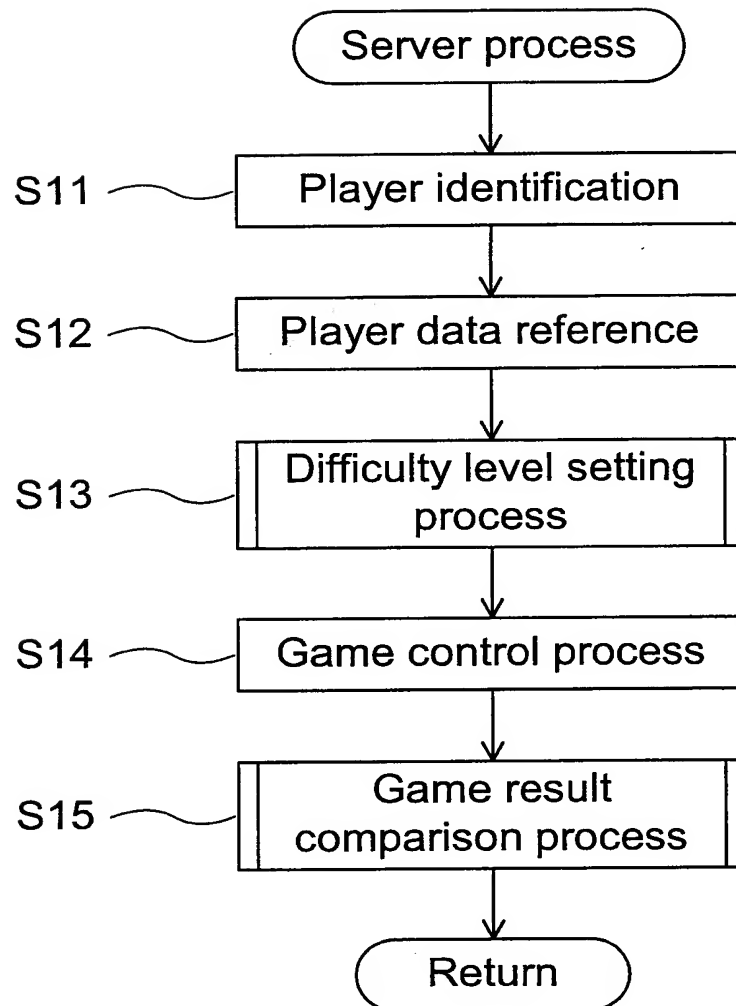 Server process
S11
Player identification
S12
Player data reference
S13
Difficulty level setting
process
S14
Game control process
S15
Game result
comparison process
Return